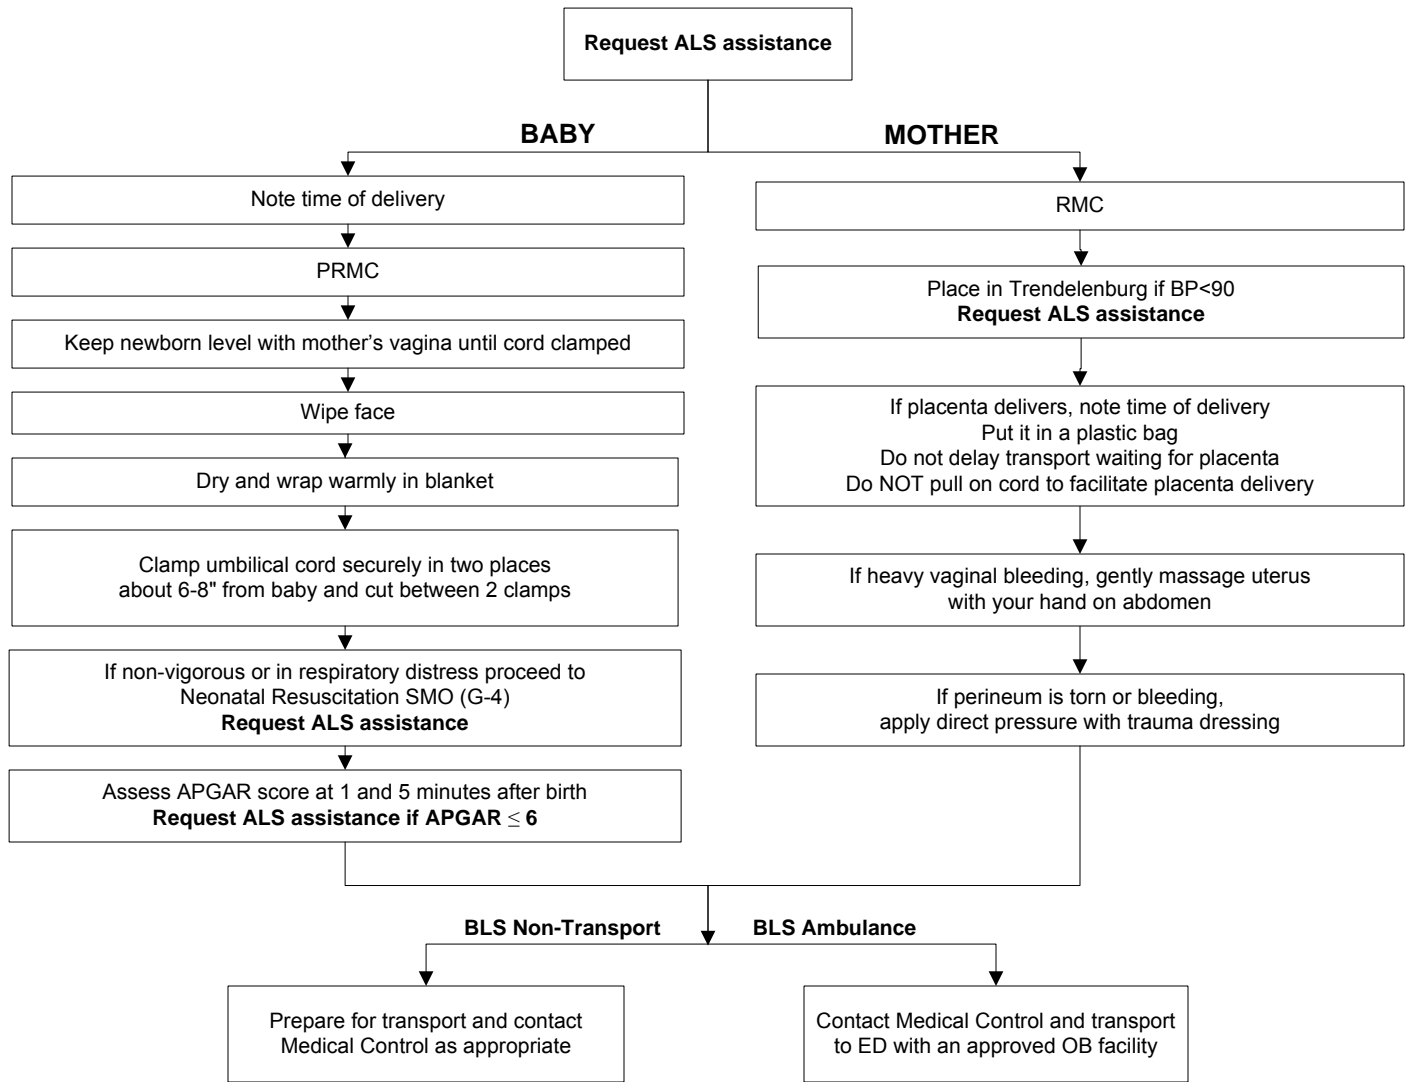 Request ALS assistance
BABY
MOTHER
Note time of delivery
PRMC
Keep newborn level with mother's vagina until cord clamped
Wipe face
Dry and wrap warmly in blanket
Clamp umbilical cord securely in two places
about 6-8" from baby and cut between 2 clamps
If non-vigorous or in respiratory distress proceed to
Neonatal Resuscitation SMO (G-4)
Request ALS assistance
Assess APGAR score at 1 and 5 minutes after birth
Request ALS assistance if APGAR ≤ 6
RMC
Place in Trendelenburg if BP<90
Request ALS assistance
If placenta delivers, note time of delivery
Put it in a plastic bag
Do not delay transport waiting for placenta
Do NOT pull on cord to facilitate placenta delivery
If heavy vaginal bleeding, gently massage uterus
with your hand on abdomen
If perineum is torn or bleeding,
apply direct pressure with trauma dressing
BLS Non-Transport
BLS Ambulance
Prepare for transport and contact
Medical Control as appropriate
Contact Medical Control and transport
to ED with an approved OB facility